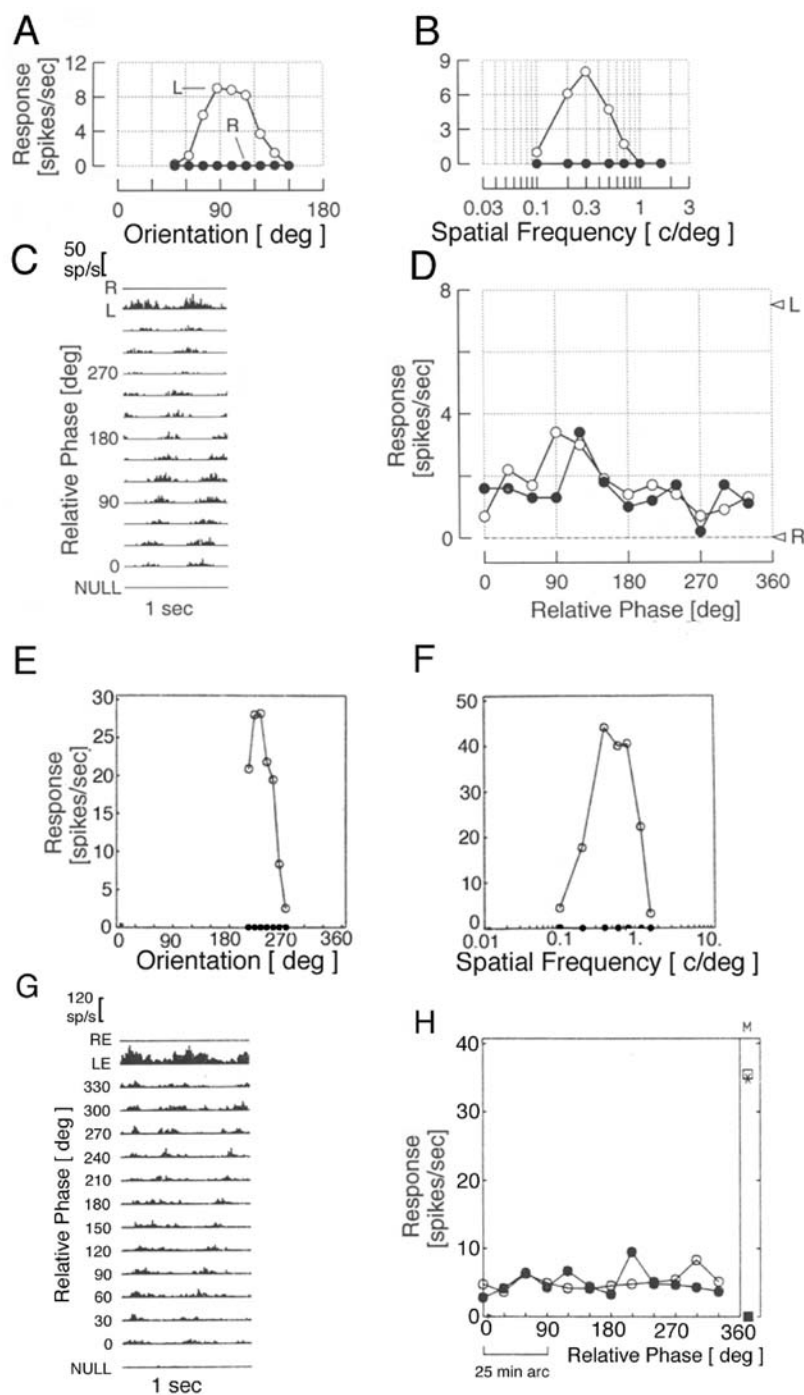 A
Response
[spikes/sec]
12
8
4
0
L
R
0 90 180
Orientation [ deg ]
B
9
6
3
0
0.03 0.1 0.3 1 3
Spatial Frequency [ c/deg ]
C
50
sp/s
R
L
Relative Phase [deg]
270
180
90
0
NULL
1 sec
D
Response
[spikes/sec]
8
4
0
L
R
0 90 180 270 360
Relative Phase [deg]
E
Response
[spikes/sec]
30
25
20
15
10
5
0
0 90 180 270 360
Orientation [ deg ]
F
50
40
30
20
10
0
0.01 0.1 1. 10.
Spatial Frequency [ c/deg ]
G
120
sp/s
RE
LE
Relative Phase [ deg ]
330
300
270
240
210
180
150
120
90
60
30
0
NULL
1 sec
H
M
Response
[spikes/sec]
40
30
20
10
0
0 90 180 270 360
25 min arc
Relative Phase [ deg ]